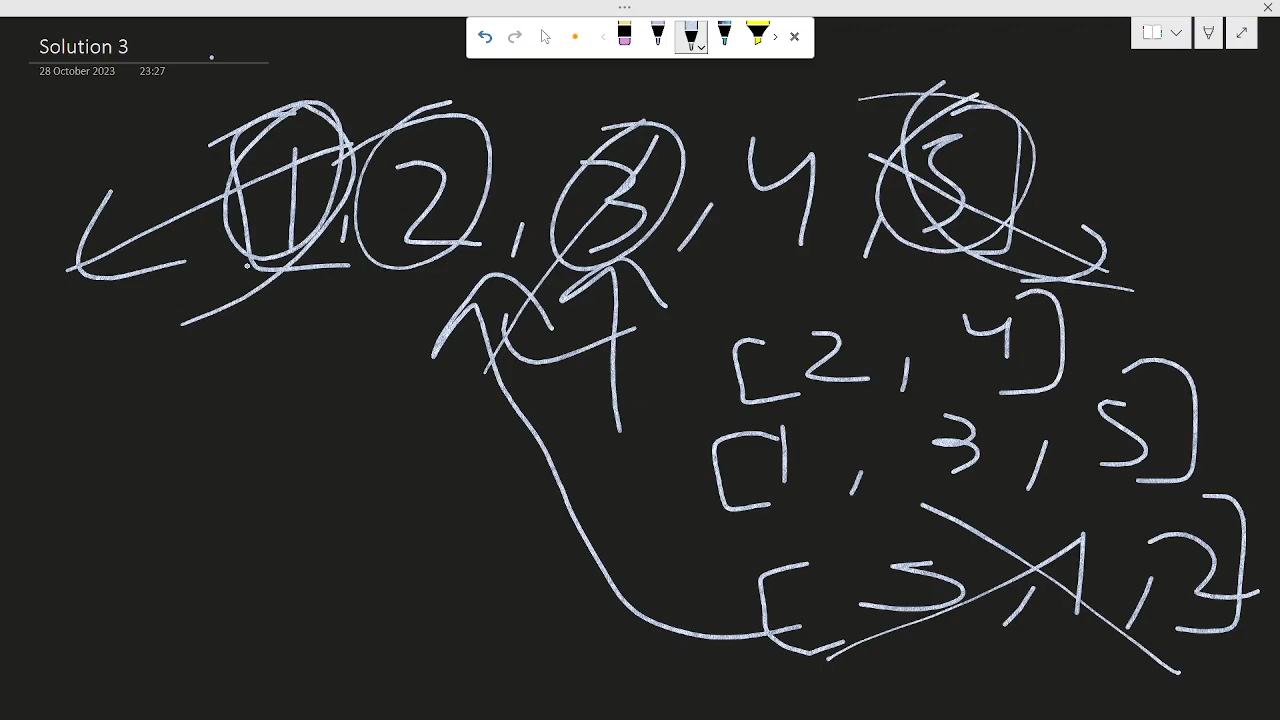 Solution 3
28 October 2023 23:27
1, 2, 3, 4, 5
[2, 4]
[1, 3, 5]
[5, 1, 2]